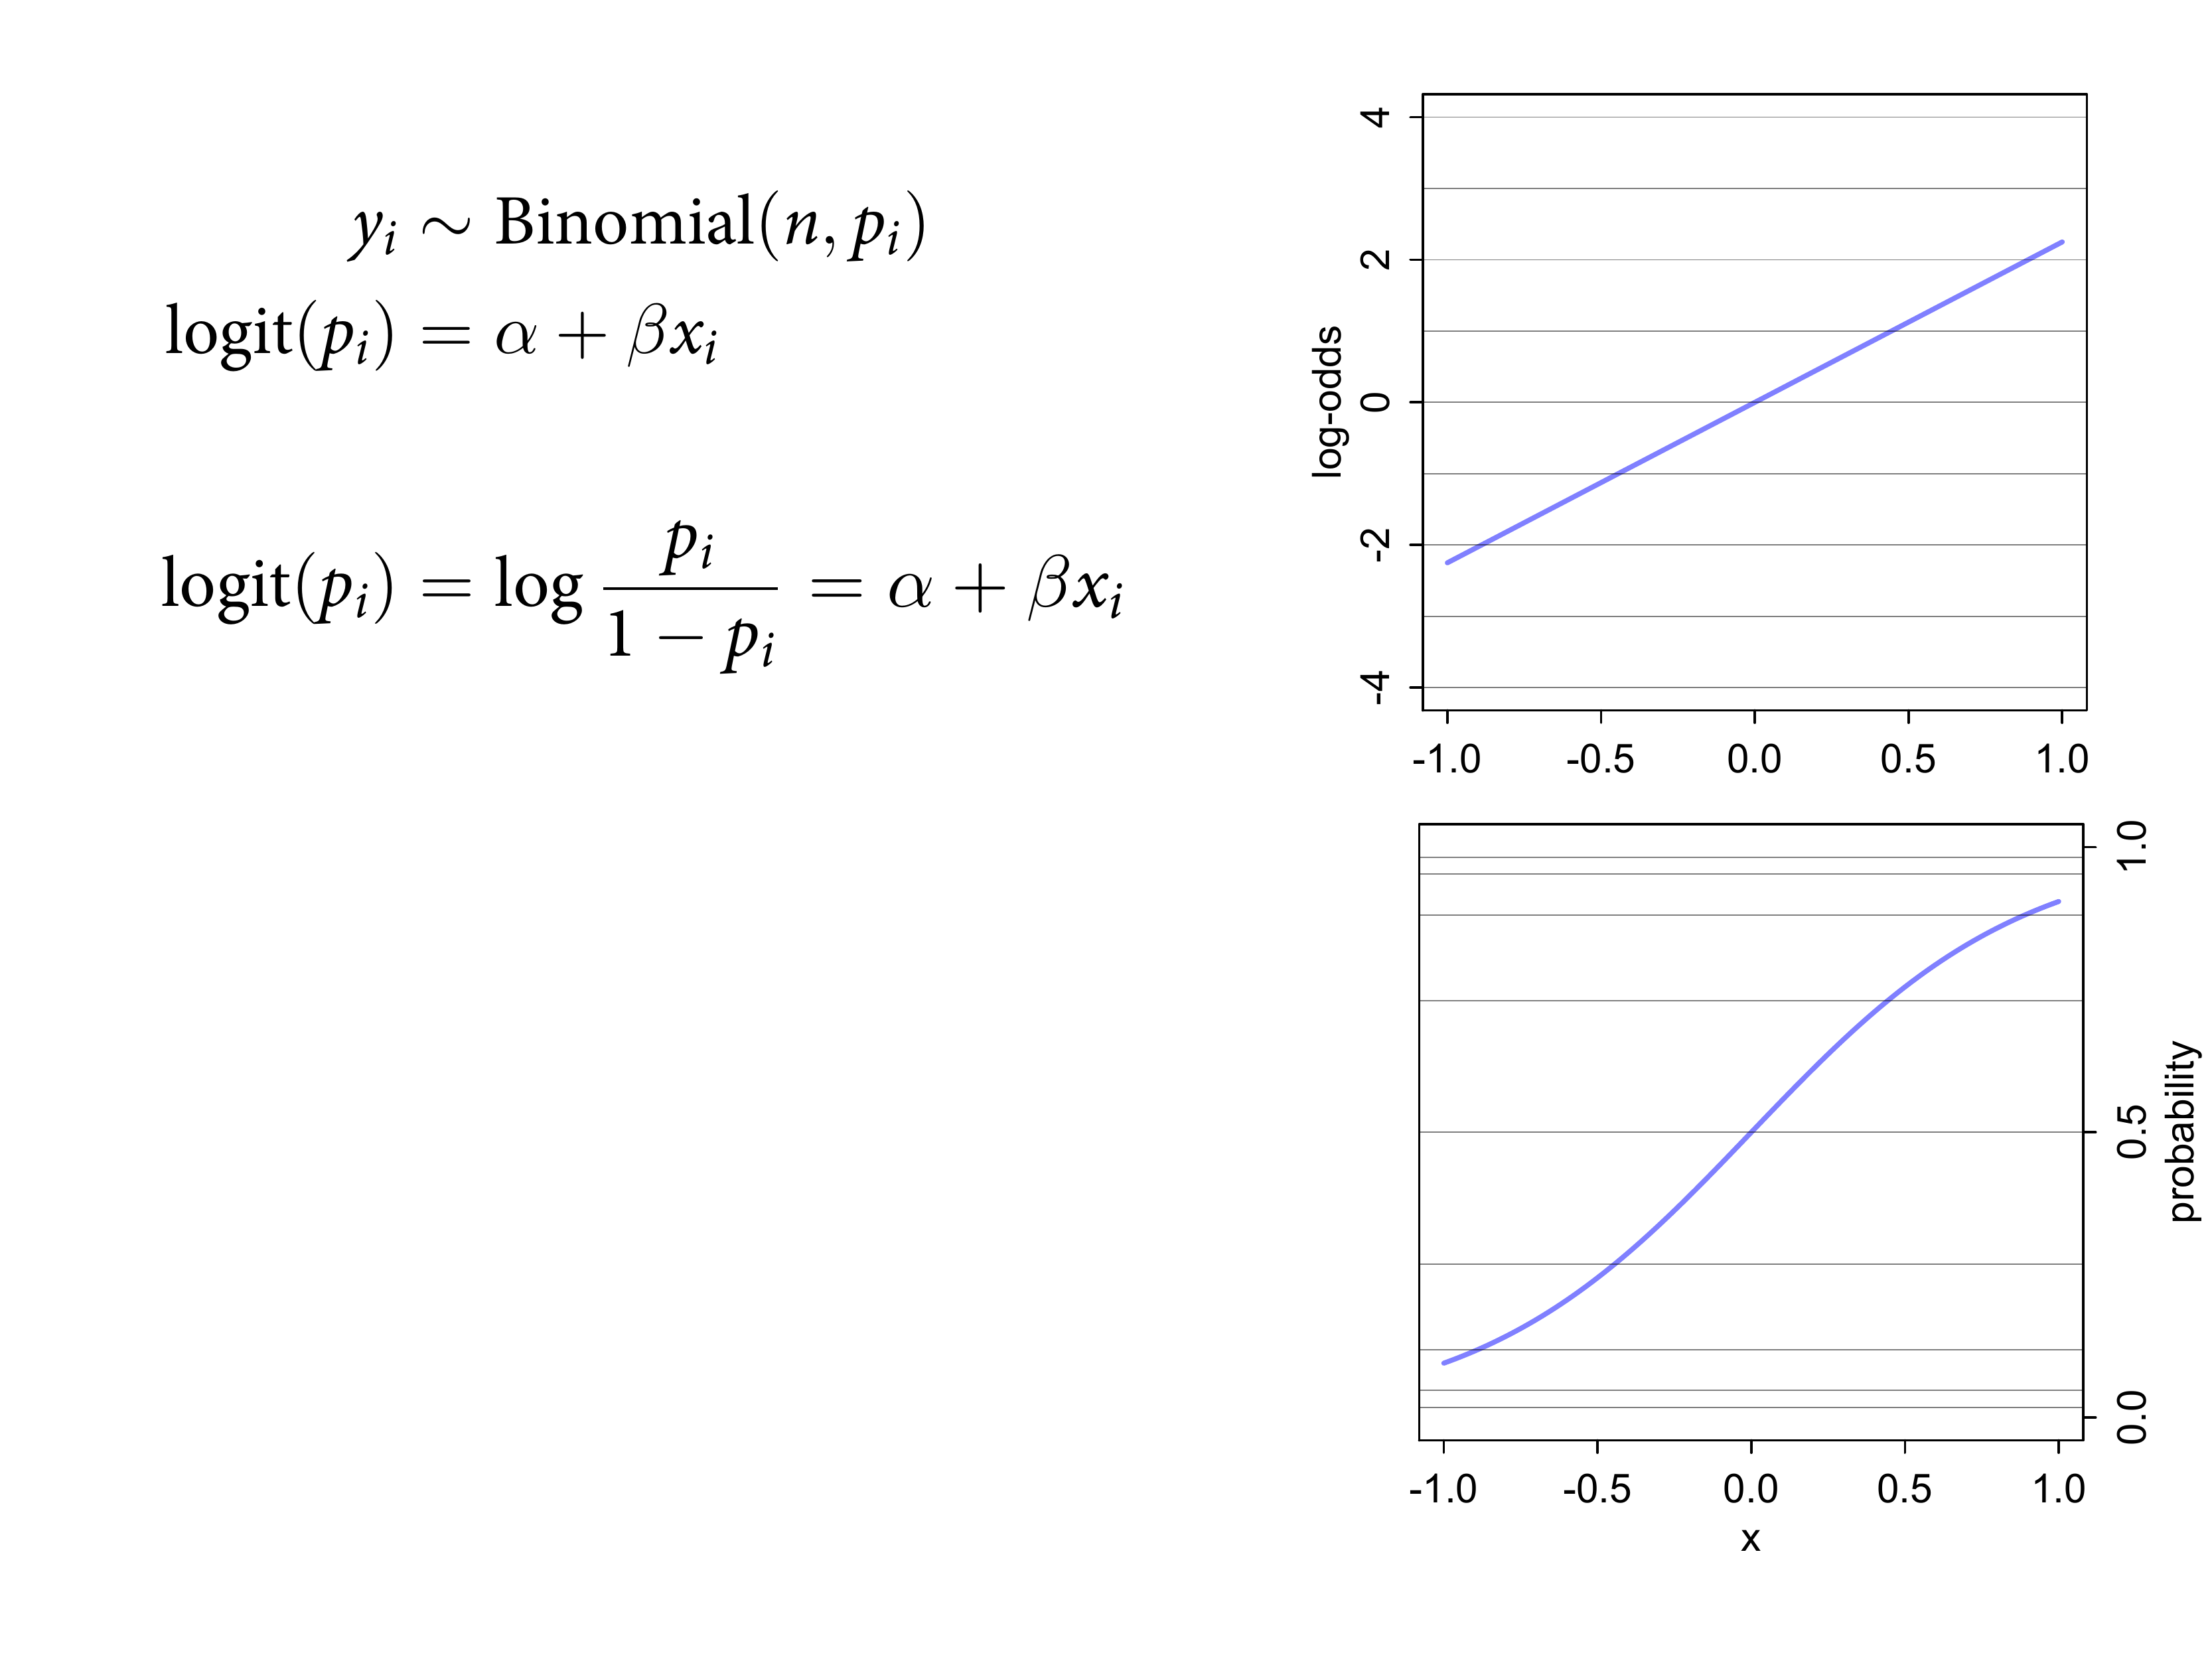 yᵢ ∼ Binomial(n, pᵢ)
logit(pᵢ) = α + βxᵢ
logit(pᵢ) = log pᵢ / (1 − pᵢ) = α + βxᵢ
4
2
0
-2
-4
log-odds
-1.0 -0.5 0.0 0.5 1.0
1.0
0.5
0.0
probability
-1.0 -0.5 0.0 0.5 1.0
x